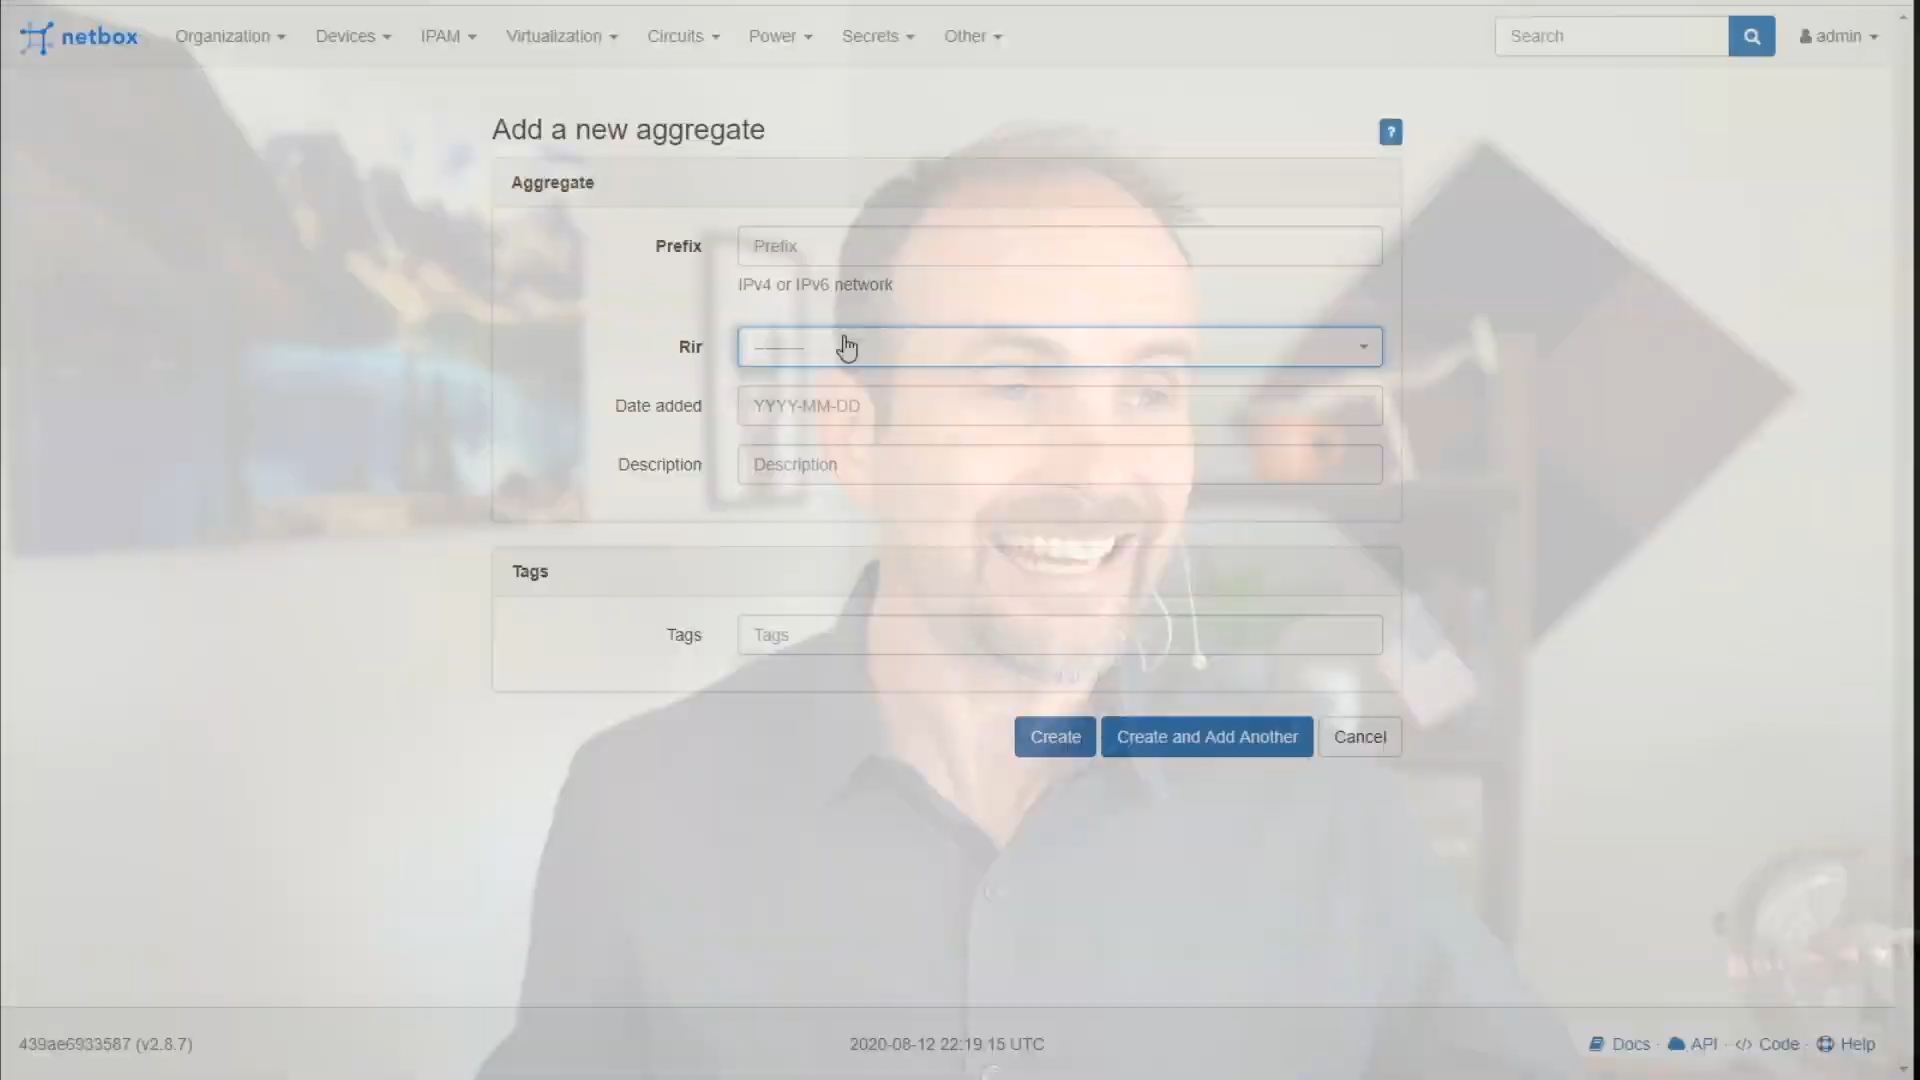 netbox Organization Devices IPAM Virtualization Circuits Power Secrets Other Search admin
Add a new aggregate ?
Aggregate
Prefix Prefix
IPv4 or IPv6 network
Rir ---------
Date added YYYY-MM-DD
Description Description
Tags
Tags Tags
Create Create and Add Another Cancel
439ae6933587 (v2.8.7) 2020-08-12 22:19:15 UTC Docs · API · </> Code · Help